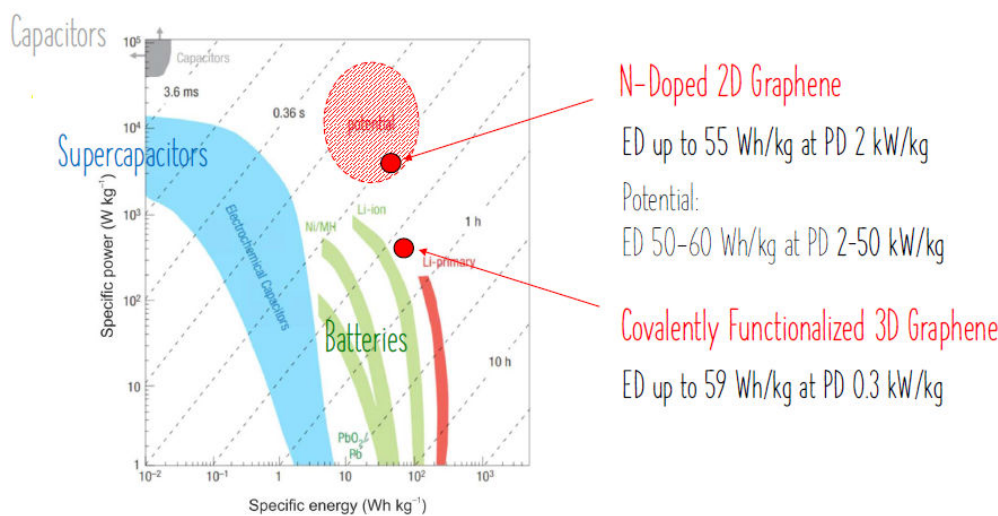 Capacitors
10⁵
Capacitors
3.6 ms
0.36 s
potential
10⁴
Supercapacitors
Specific power (W kg⁻¹)
10³
Li-ion
Ni/MH
1 h
Electrochemical Capacitors
Li-primary
10²
Batteries
10 h
10
PbO₂/
Pb
1
10⁻²
10⁻¹
1
10
10²
10³
Specific energy (Wh kg⁻¹)
N-Doped 2D Graphene
ED up to 55 Wh/kg at PD 2 kW/kg
Potential:
ED 50-60 Wh/kg at PD 2-50 kW/kg
Covalently Functionalized 3D Graphene
ED up to 59 Wh/kg at PD 0.3 kW/kg